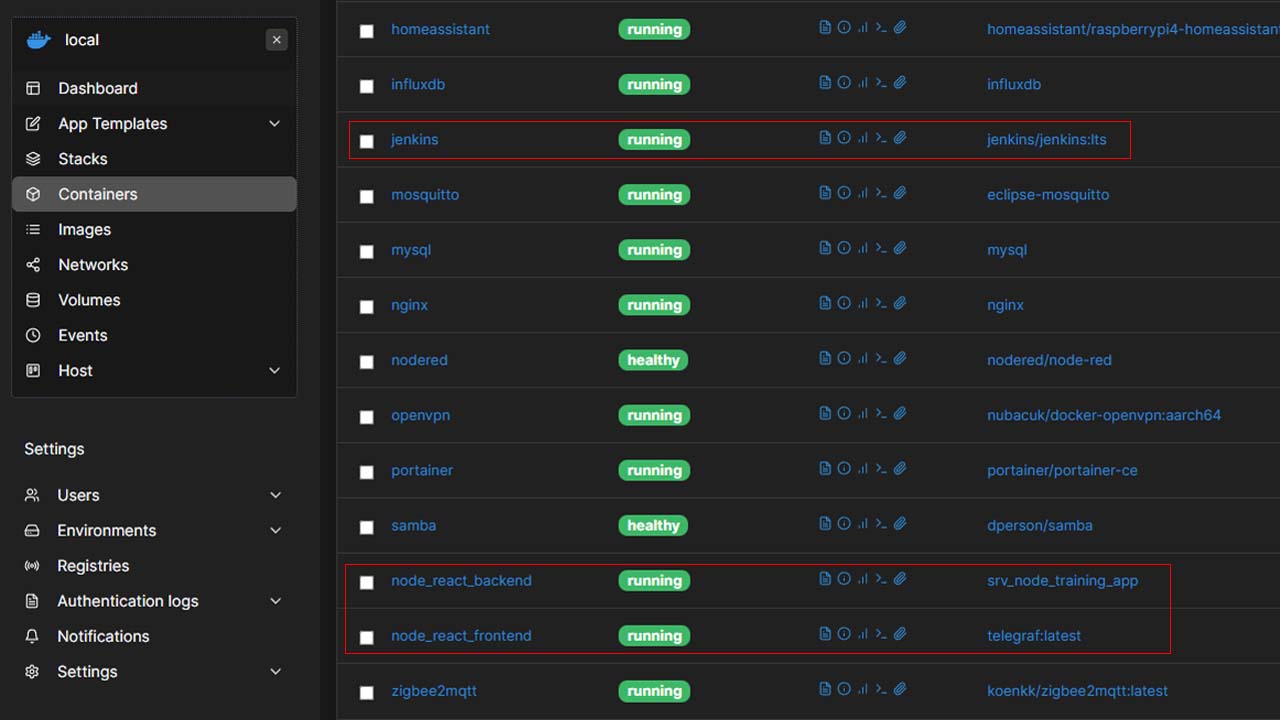 local
Dashboard
App Templates
Stacks
Containers
Images
Networks
Volumes
Events
Host
Settings
Users
Environments
Registries
Authentication logs
Notifications
Settings
homeassistant running homeassistant/raspberrypi4-homeassistan
influxdb running influxdb
jenkins running jenkins/jenkins:lts
mosquitto running eclipse-mosquitto
mysql running mysql
nginx running nginx
nodered healthy nodered/node-red
openvpn running nubacuk/docker-openvpn:aarch64
portainer running portainer/portainer-ce
samba healthy dperson/samba
node_react_backend running srv_node_training_app
node_react_frontend running telegraf:latest
zigbee2mqtt running koenkk/zigbee2mqtt:latest